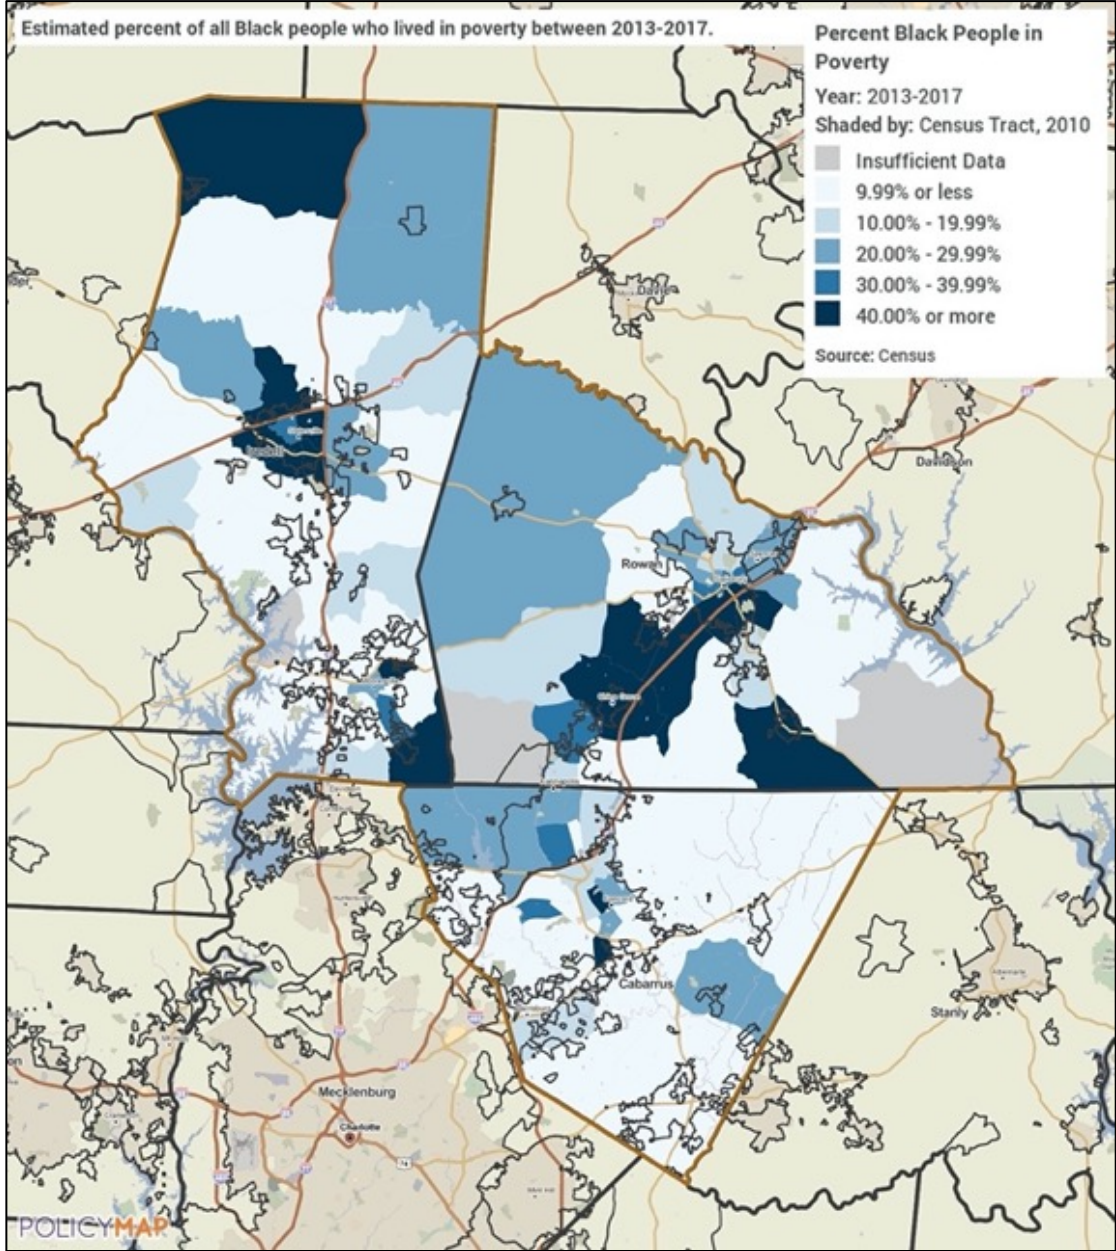 Estimated percent of all Black people who lived in poverty between 2013-2017.
Percent Black People in
Poverty
Year: 2013-2017
Shaded by: Census Tract, 2010
Insufficient Data
9.99% or less
10.00% - 19.99%
20.00% - 29.99%
30.00% - 39.99%
40.00% or more
Source: Census
Davie
Iredell
Davidson
Rowan
Cabarrus
Stanly
Albemarle
Mecklenburg
Charlotte
POLICYMAP